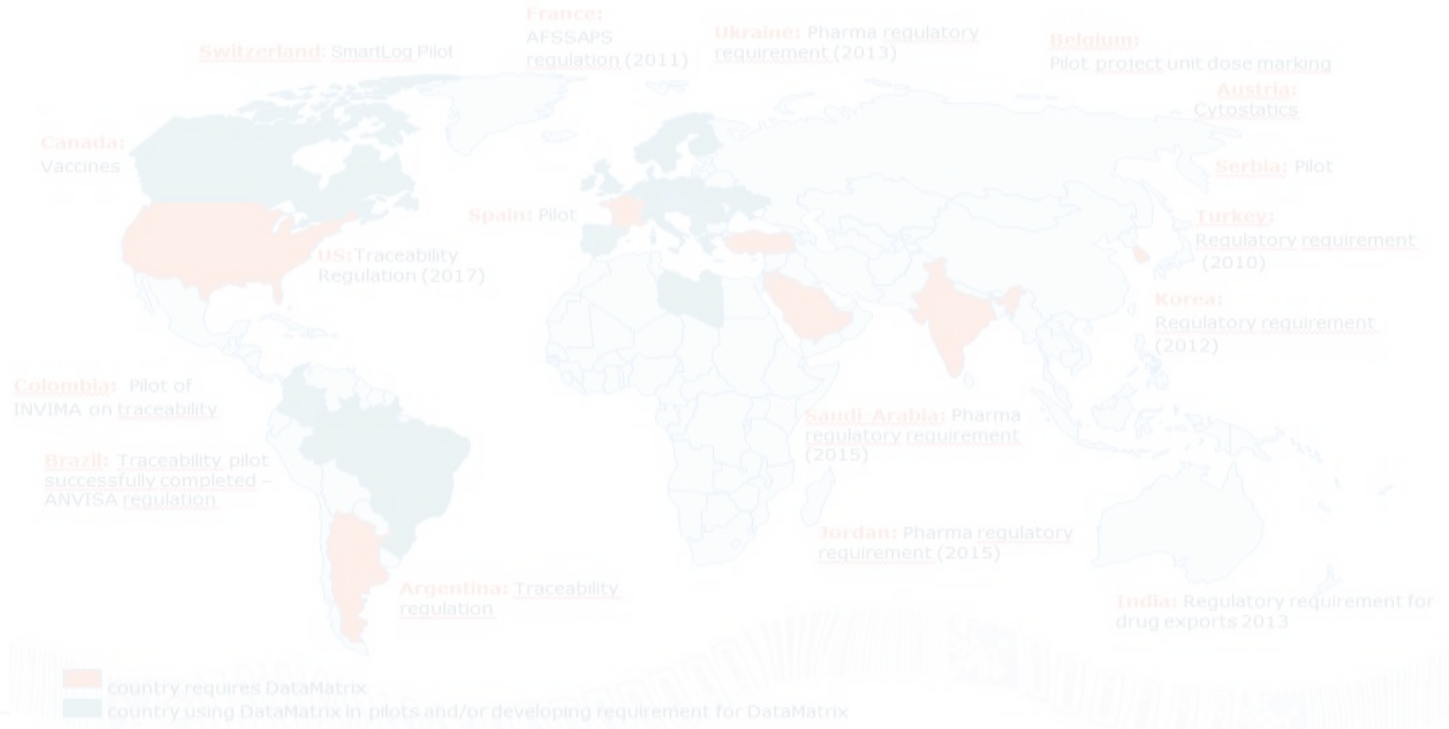 France:
AFSSAPS
regulation (2011)
Ukraine: Pharma regulatory
requirement (2013)
Belgium:
Pilot project unit dose marking
Switzerland: SmartLog Pilot
Austria:
Cytostatics
Canada:
Vaccines
Serbia: Pilot
Spain: Pilot
Turkey:
Regulatory requirement
(2010)
US:Traceability
Regulation (2017)
Korea:
Regulatory requirement
(2012)
Colombia: Pilot of
INVIMA on traceability
Saudi-Arabia: Pharma
regulatory requirement
(2015)
Brazil: Traceability pilot
successfully completed –
ANVISA regulation
Jordan: Pharma regulatory
requirement (2015)
Argentina: Traceability
regulation
India: Regulatory requirement for
drug exports 2013
country requires DataMatrix
country using DataMatrix in pilots and/or developing requirement for DataMatrix